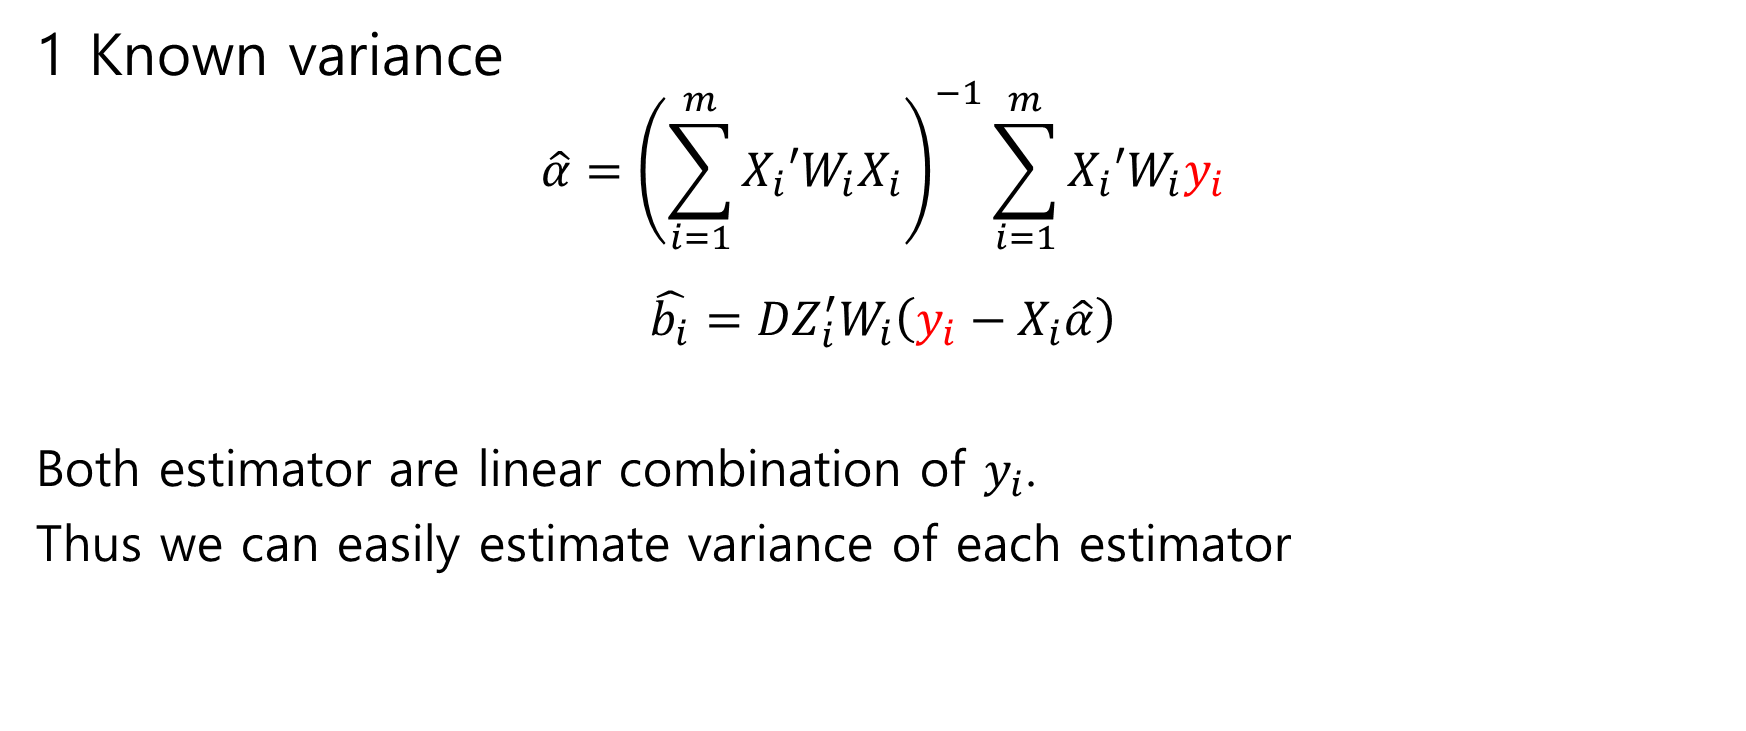 1 Known variance
α̂ = (∑_{i=1}^{m} X_i′W_iX_i)^{−1} ∑_{i=1}^{m} X_i′W_iy_i
b̂_i = DZ_i′W_i(y_i − X_iα̂)
Both estimator are linear combination of y_i.
Thus we can easily estimate variance of each estimator